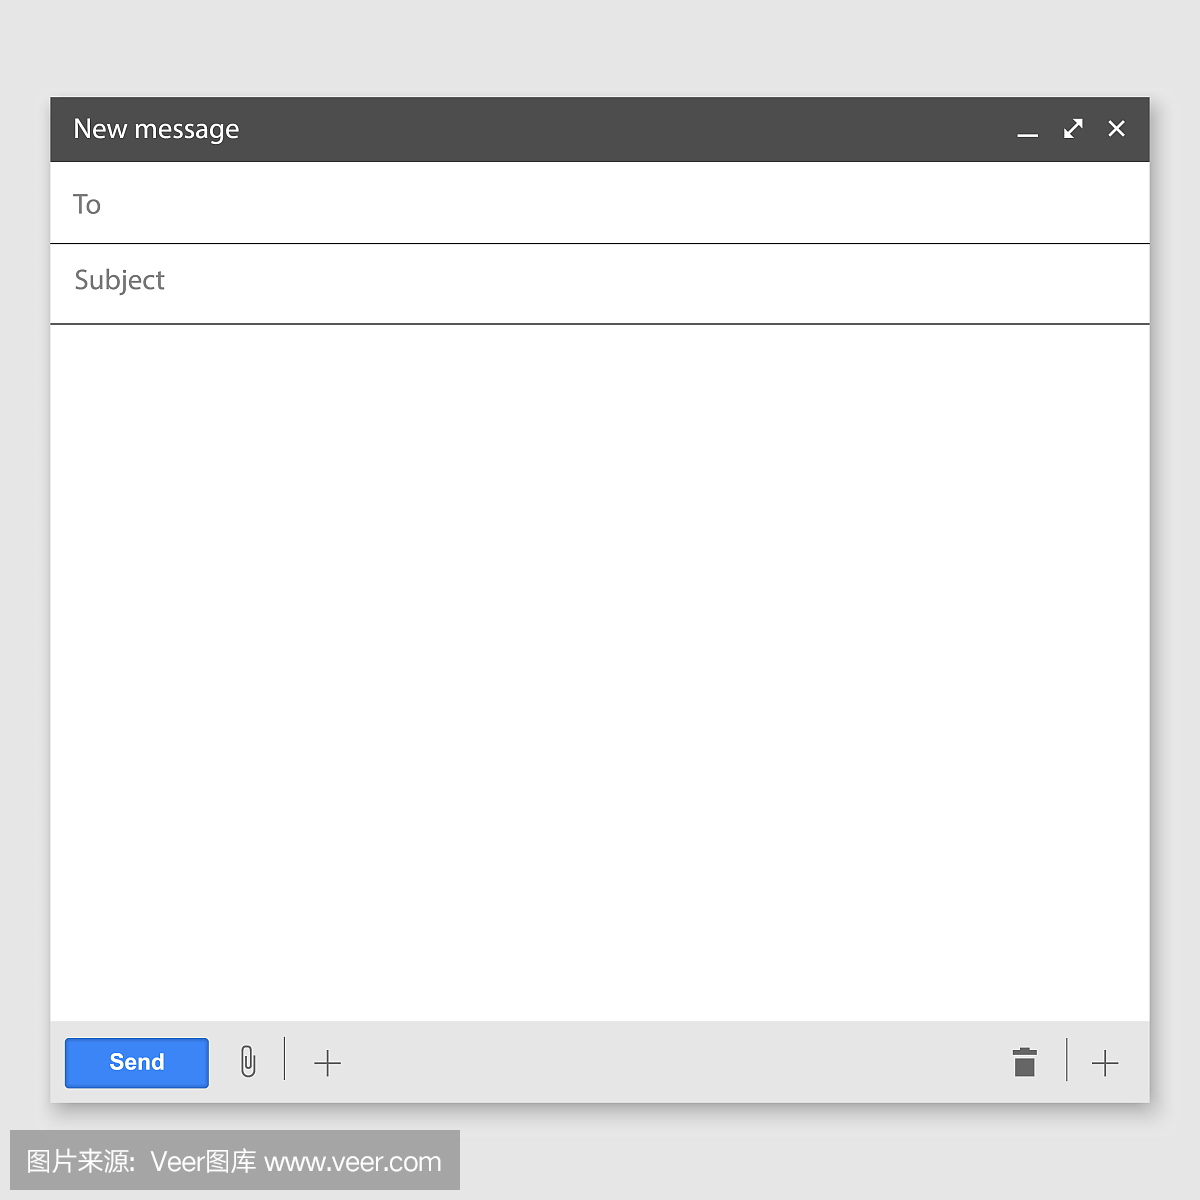 New message
To
Subject
Send
图片来源: Veer图库 www.veer.com